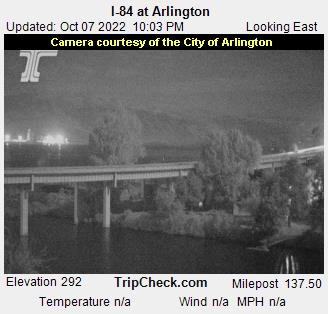 I-84 at Arlington
Updated: Oct 07 2022 10:03 PM Looking East
Camera courtesy of the City of Arlington
Elevation 292 TripCheck.com Milepost 137.50
Temperature n/a Wind n/a MPH n/a